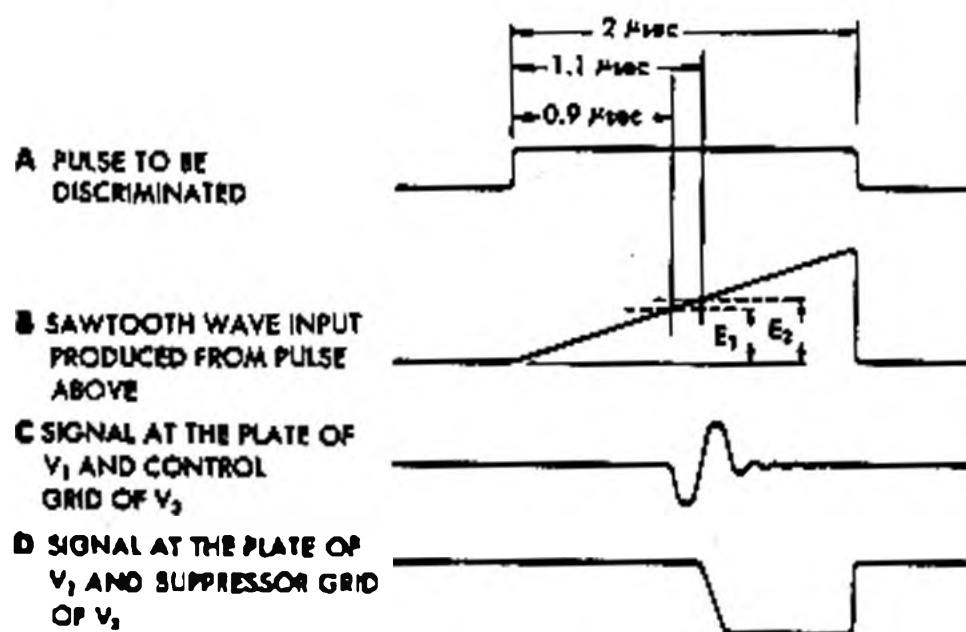 2 μsec
1.1 μsec
0.9 μsec
A PULSE TO BE
DISCRIMINATED
B SAWTOOTH WAVE INPUT
PRODUCED FROM PULSE
ABOVE
E₁ E₂
C SIGNAL AT THE PLATE OF
V₁ AND CONTROL
GRID OF V₃
D SIGNAL AT THE PLATE OF
AND SUPPRESSOR GRID
OF V₃